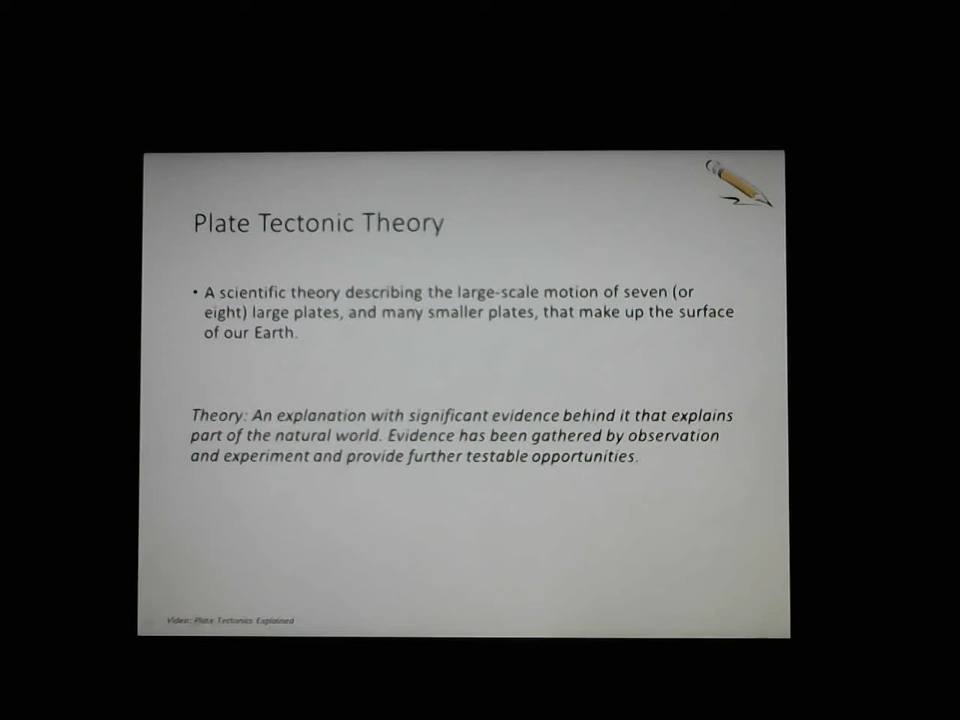 Plate Tectonic Theory
• A scientific theory describing the large-scale motion of seven (or
eight) large plates, and many smaller plates, that make up the surface
of our Earth.
Theory: An explanation with significant evidence behind it that explains
part of the natural world. Evidence has been gathered by observation
and experiment and provide further testable opportunities.
Video: Plate Tectonics Explained